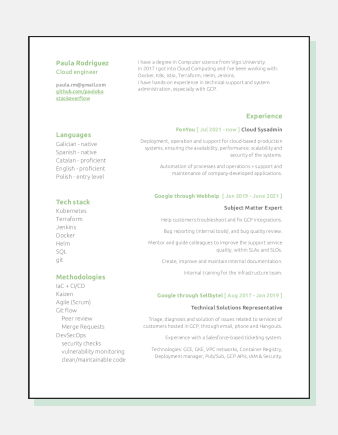 Paula Rodriguez
Cloud engineer
paula.rm@gmail.com
github.com/paulabo
stackoverflow
I have a degree in Computer science from Vigo University.
In 2017 I got into Cloud Computing and I've been working with: Docker, K8s, Istio, Terraform, Helm, Jenkins.
I have hands-on experience in technical support and system administration, especially with GCP.
Languages
Galician - native
Spanish - native
Catalan - proficient
English - proficient
Polish - entry level
Tech stack
Kubernetes
Terraform
Jenkins
Docker
Helm
SQL
git
Methodologies
IaC + CI/CD
Kaizen
Agile (Scrum)
Git flow
Peer review
Merge Requests
DevSecOps
security checks
vulnerability monitoring
clean/maintainable code
Experience
FonYou [ Jul 2021 - now ] Cloud Sysadmin
Deployment, operation and support for cloud-based production
systems, ensuring the availability, performance, scalability and
security of the systems.
Automation of processes and operations + support and
maintenance of company-developed applications.
Google through Webhelp [ Jan 2019 - June 2021 ]
Subject Matter Expert
Help customers troubleshoot and fix GCP integrations.
Bug reporting (internal tools), and bug quality review.
Mentor and guide colleagues to improve the support service
quality, within SLAs and SLOs.
Create, improve and maintain internal documentation.
Internal training for the infrastructure team.
Google through Sellbytel [ Aug 2017 - Jan 2019 ]
Technical Solutions Representative
Triage, diagnosis and solution of issues related to services of
customers hosted in GCP, through email, phone and Hangouts.
Experience with a Salesforce-based ticketing system.
Technologies: GCE, GKE, VPC networks, Container Registry,
Deployment manager, Pub/Sub, GCP APIs, IAM & Security.